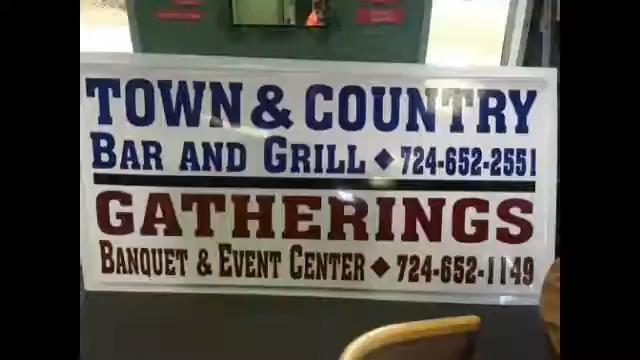 TOWN & COUNTRY
BAR AND GRILL ◆ 724-652-2551
GATHERINGS
BANQUET & EVENT CENTER ◆ 724-652-1149